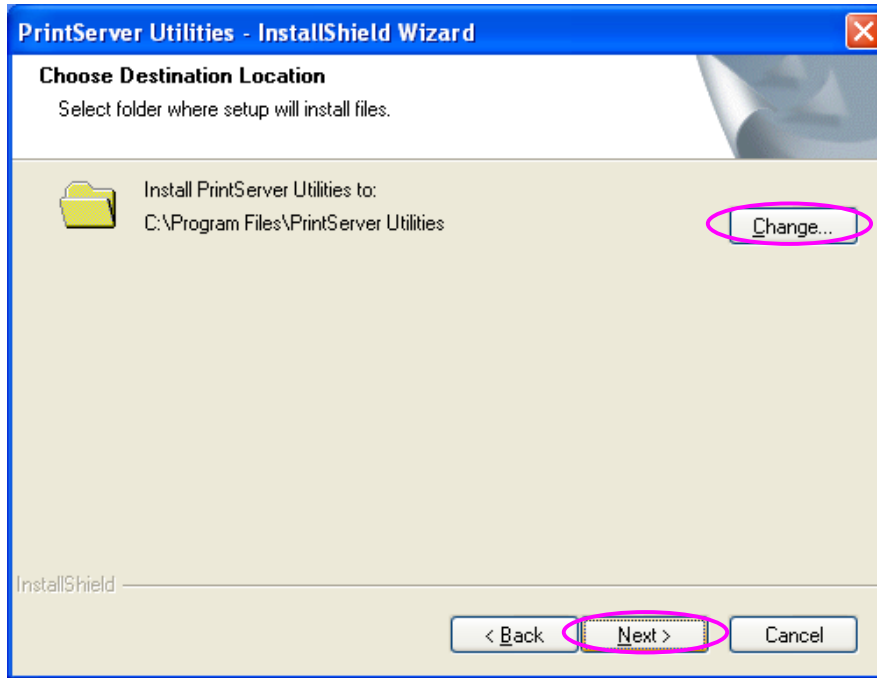 PrintServer Utilities - InstallShield Wizard
Choose Destination Location
Select folder where setup will install files.
Install PrintServer Utilities to:
C:\Program Files\PrintServer Utilities
Change...
InstallShield
< Back Next > Cancel